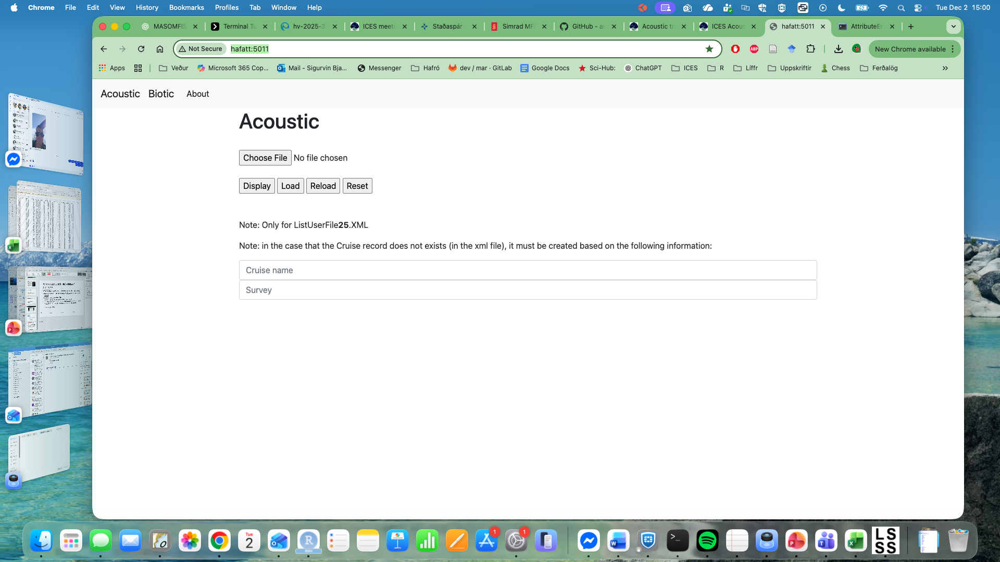 Chrome File Edit View History Bookmarks Profiles Tab Window Help Tue Dec 2 15:00
MASOMFIS Terminal Tu hv-2025-3 ICES meeti Staðaspár Simrad MF GitHub - ar Acoustic tr ICES Acous hafatt:5011 AttributeEr
Not Secure hafatt:5011 ABP New Chrome available
Apps Veður Microsoft 365 Cop... Mail - Sigurvin Bja... Messenger Hafró dev / mar · GitLab Google Docs Sci-Hub: ChatGPT ICES R Líffr Uppskriftir Chess Ferðalög
Acoustic Biotic About
Acoustic
Choose File No file chosen
Display Load Reload Reset
Note: Only for ListUserFile25.XML
Note: in the case that the Cruise record does not exists (in the xml file), it must be created based on the following information:
Cruise name
Survey
Tue
2
R
SSH
1
1
W
P
T
X
LS
SS